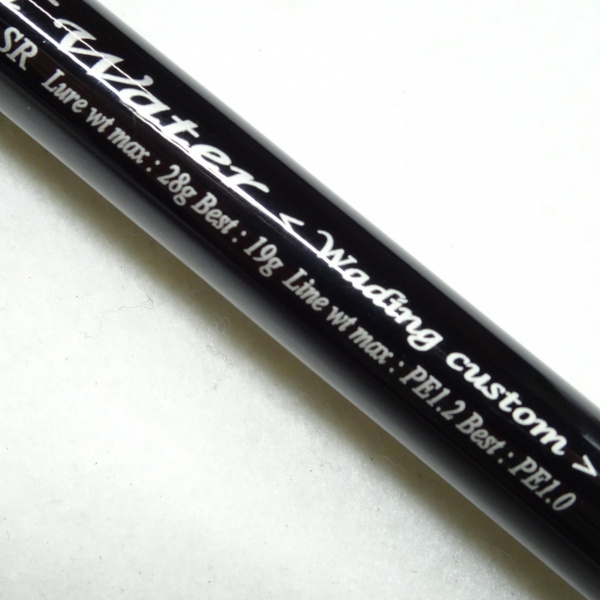 Water < Wading custom >
SR Lure wt max : 28g Best : 19g Line wt max : PE1.2 Best : PE1.0